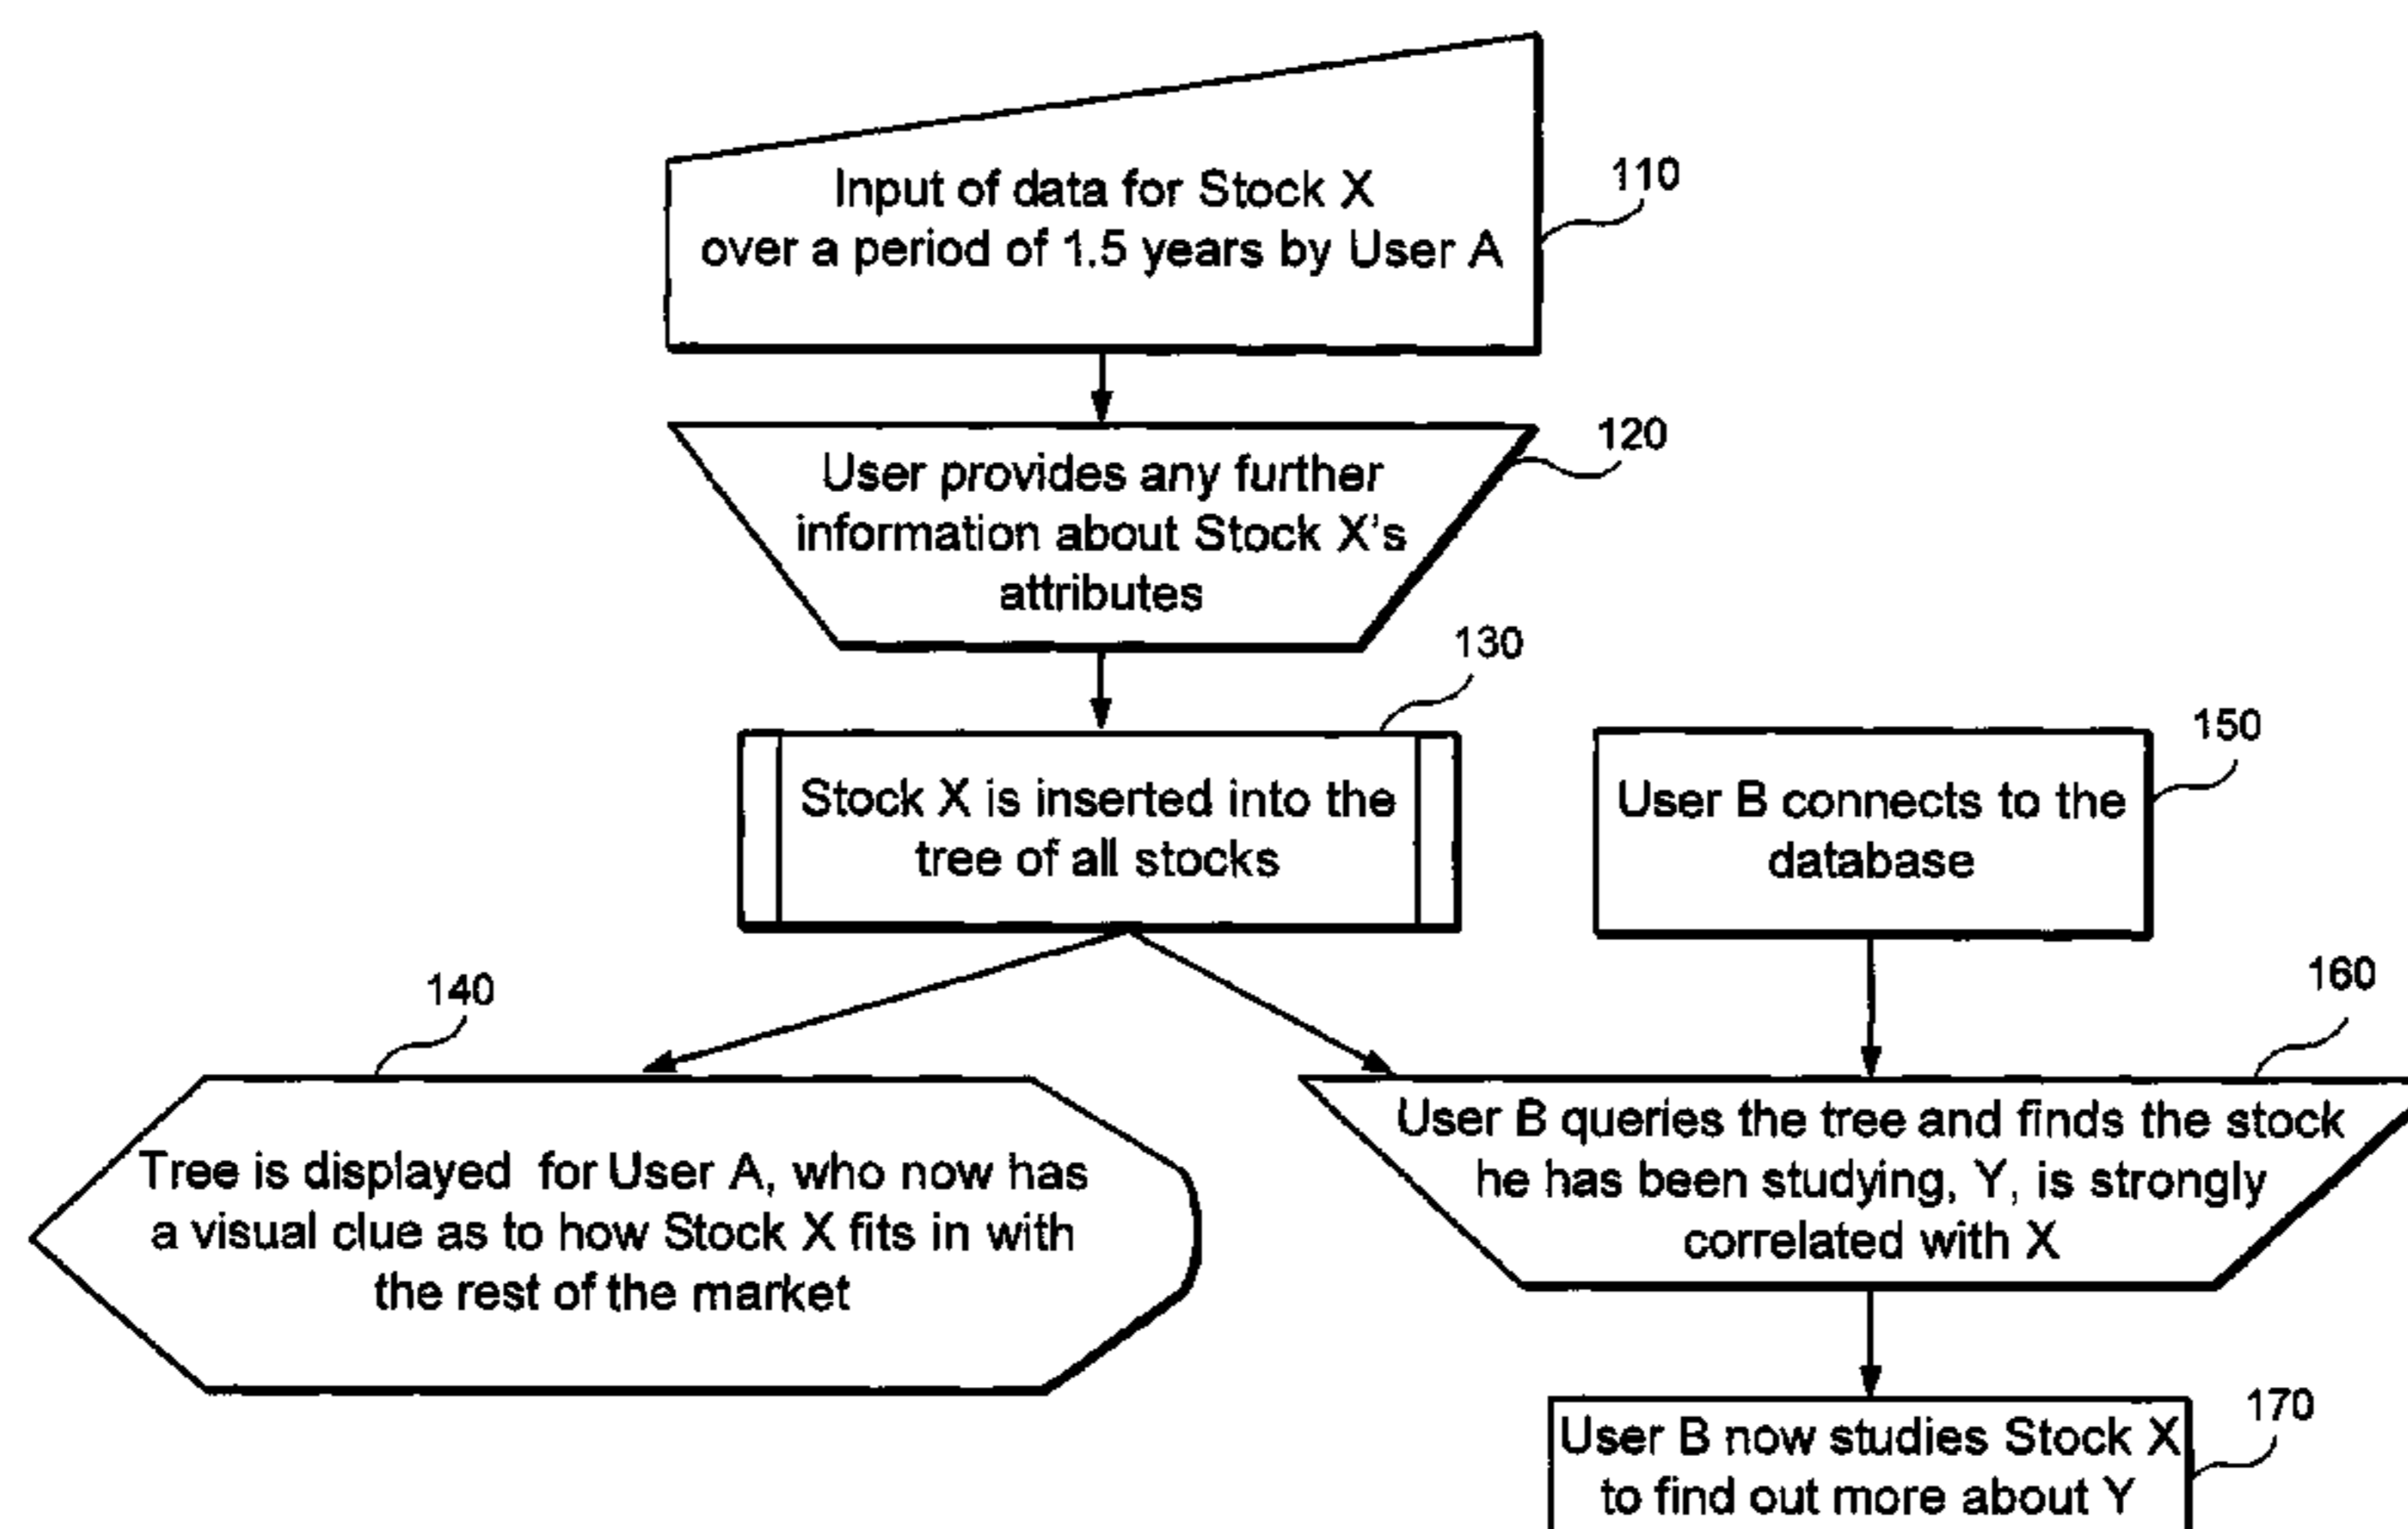 Input of data for Stock X
over a period of 1.5 years by User A
110
User provides any further
information about Stock X's
attributes
120
130
Stock X is inserted into the
tree of all stocks
User B connects to the
database
150
140
Tree is displayed for User A, who now has
a visual clue as to how Stock X fits in with
the rest of the market
160
User B queries the tree and finds the stock
he has been studying, Y, is strongly
correlated with X
User B now studies Stock X
to find out more about Y
170